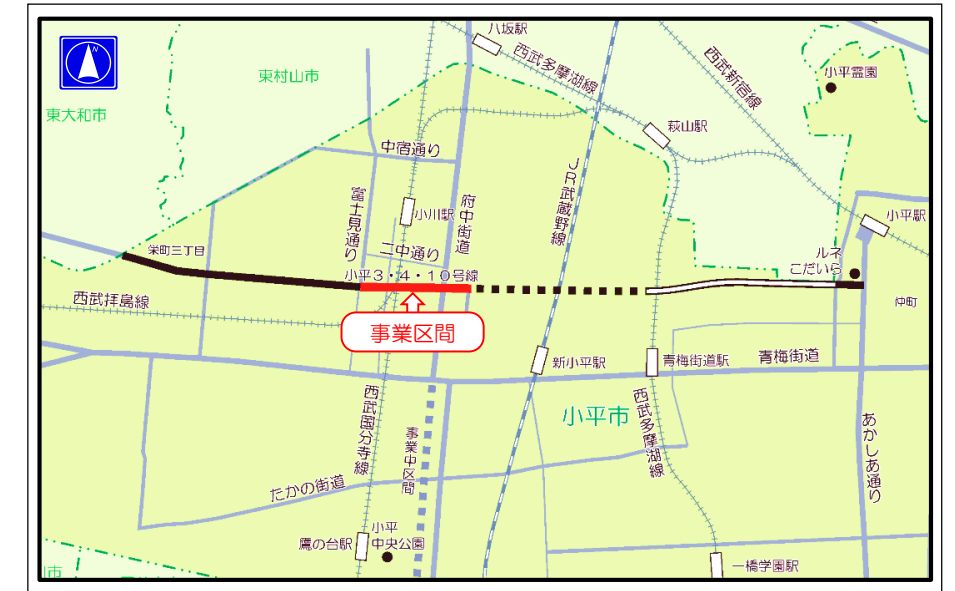 N
八坂駅
西武多摩湖線
西武新宿線
小平霊園
東村山市
東大和市
萩山駅
中宿通り
JR武蔵野線
富士見通り
小川駅
府中街道
小平駅
二中通り
栄町三丁目
ルネ
こだいら
小平3・4・10号線
西武拝島線
仲町
事業区間
新小平駅
青梅街道駅
青梅街道
小平市
西武国分寺線
西武多摩湖線
事業中区間
あかしあ通り
たかの街道
小平
中央公園
鷹の台駅
一橋学園駅
市